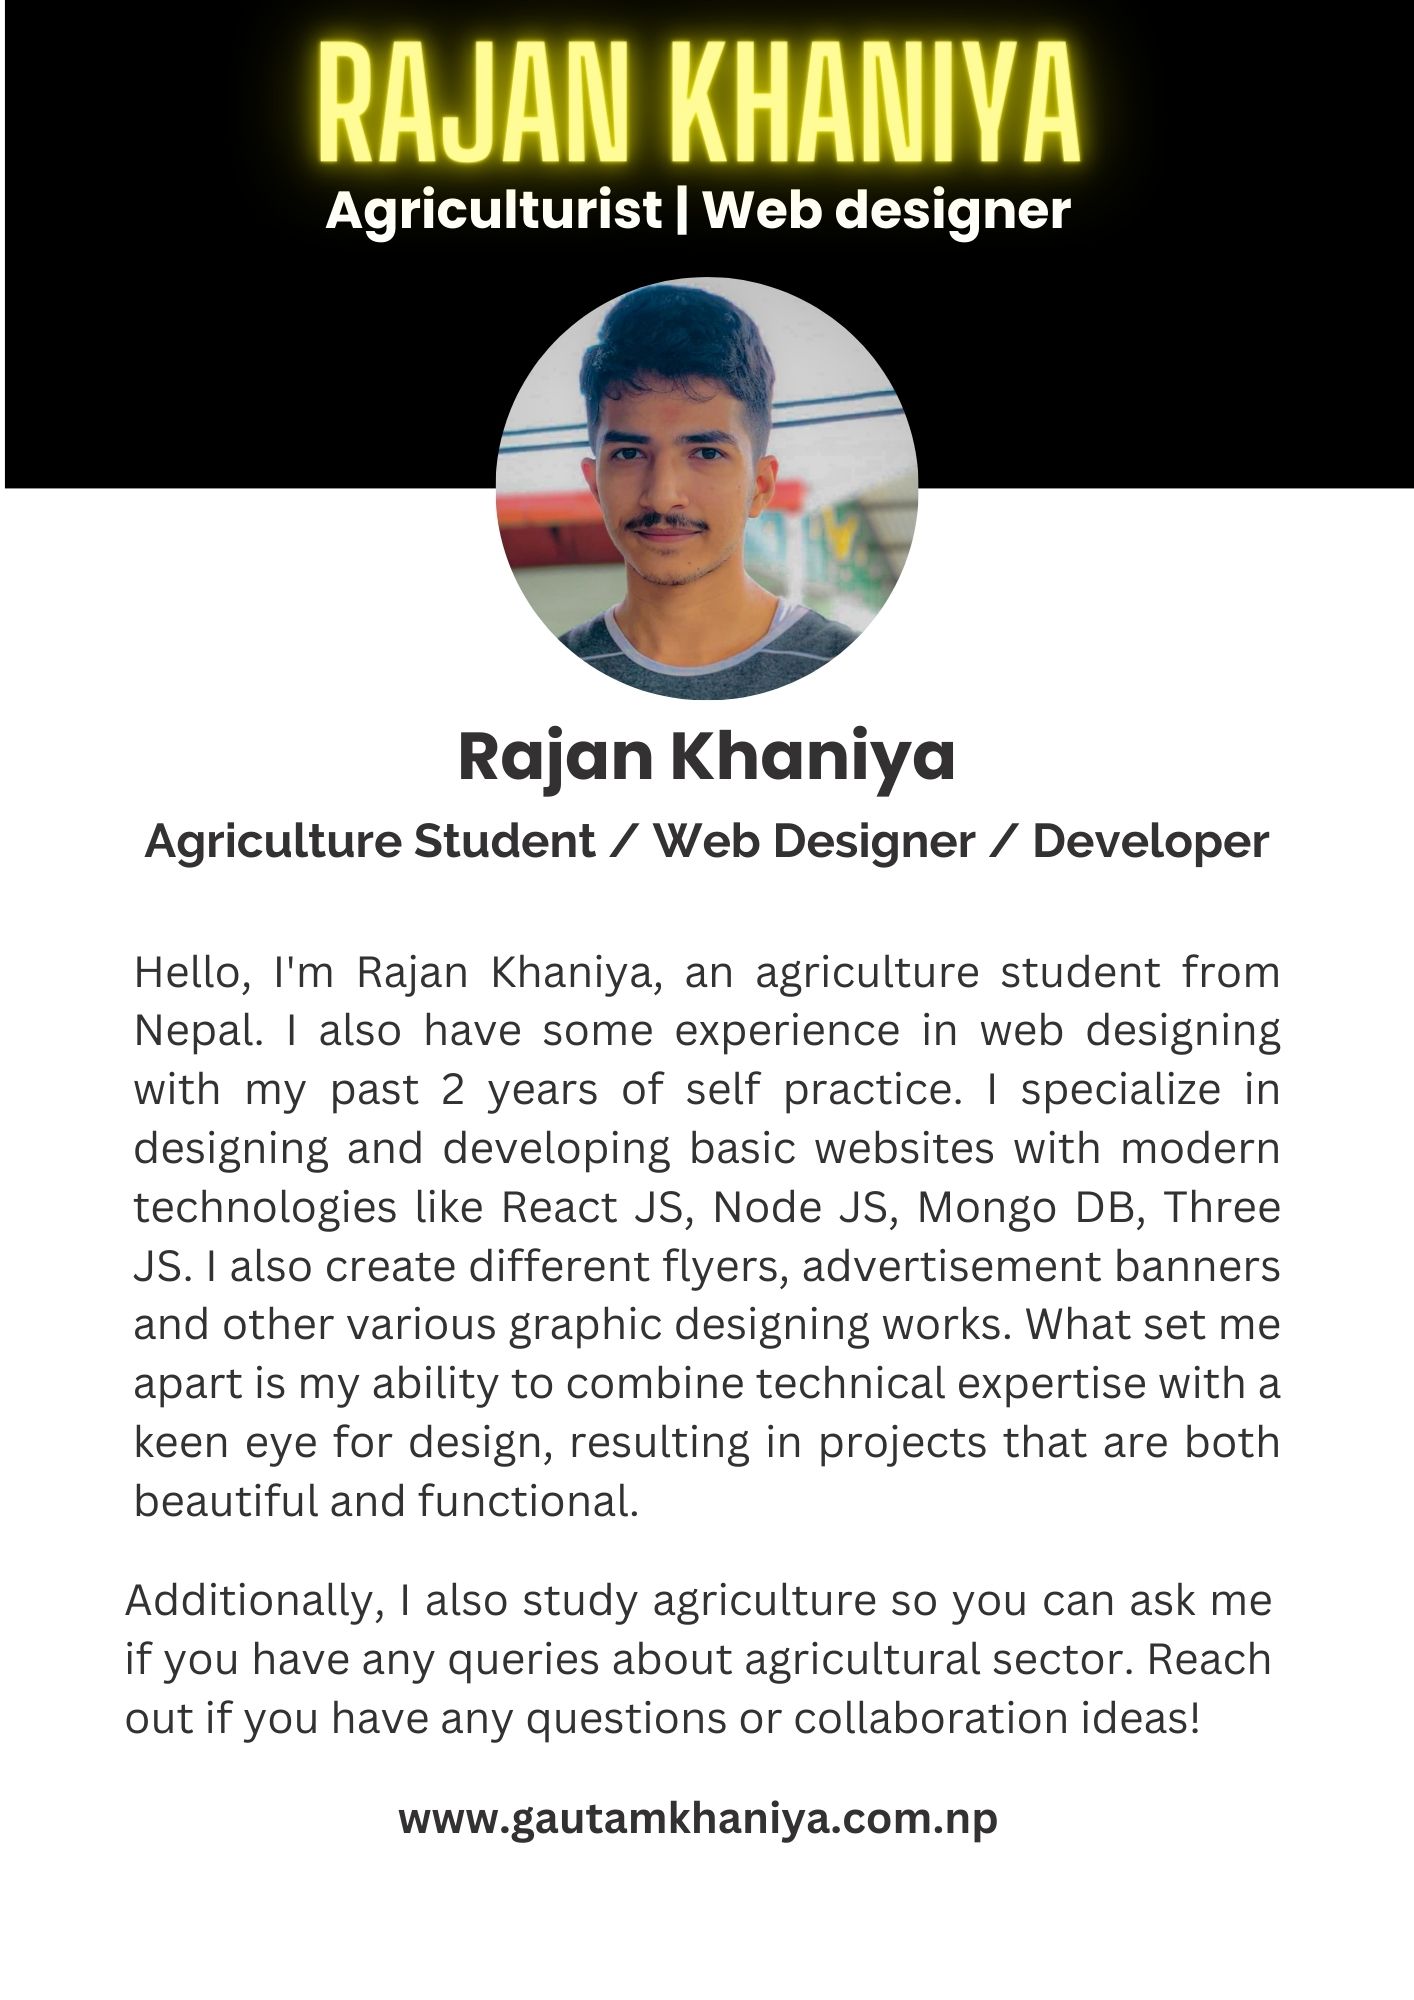 RAJAN KHANIYA
Agriculturist | Web designer
Rajan Khaniya
Agriculture Student / Web Designer / Developer
Hello, I'm Rajan Khaniya, an agriculture student from
Nepal. I also have some experience in web designing
with my past 2 years of self practice. I specialize in
designing and developing basic websites with modern
technologies like React JS, Node JS, Mongo DB, Three
JS. I also create different flyers, advertisement banners
and other various graphic designing works. What set me
apart is my ability to combine technical expertise with a
keen eye for design, resulting in projects that are both
beautiful and functional.
Additionally, I also study agriculture so you can ask me
if you have any queries about agricultural sector. Reach
out if you have any questions or collaboration ideas!
www.gautamkhaniya.com.np